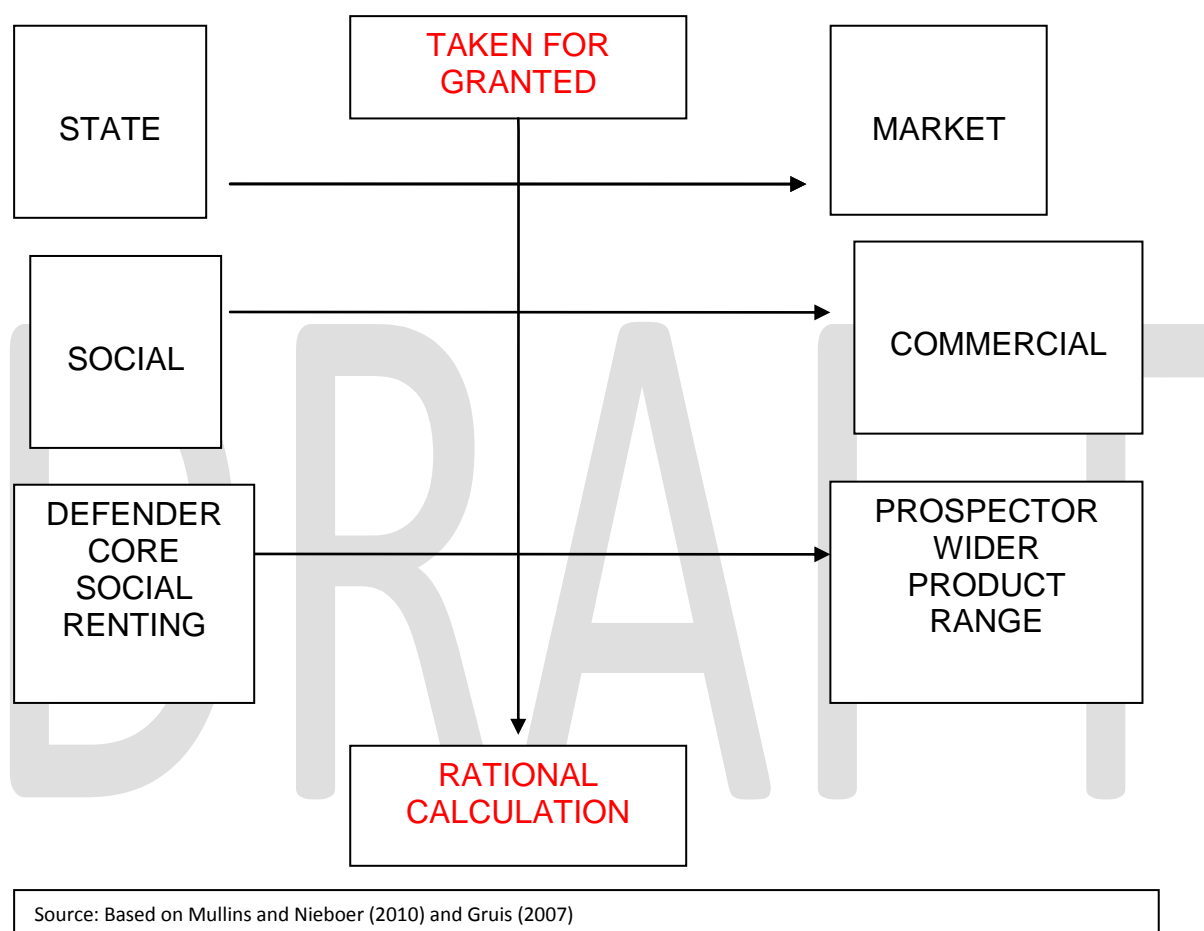 TAKEN FOR
GRANTED
STATE
MARKET
SOCIAL
COMMERCIAL
DEFENDER
CORE
SOCIAL
RENTING
PROSPECTOR
WIDER
PRODUCT
RANGE
RATIONAL
CALCULATION
DRAFT
Source: Based on Mullins and Nieboer (2010) and Gruis (2007)